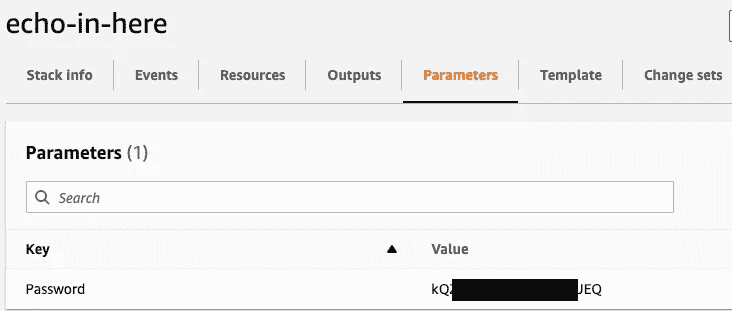 echo-in-here
Stack info Events Resources Outputs Parameters Template Change sets
Parameters (1)
Search
Key Value
Password kQ JEQ